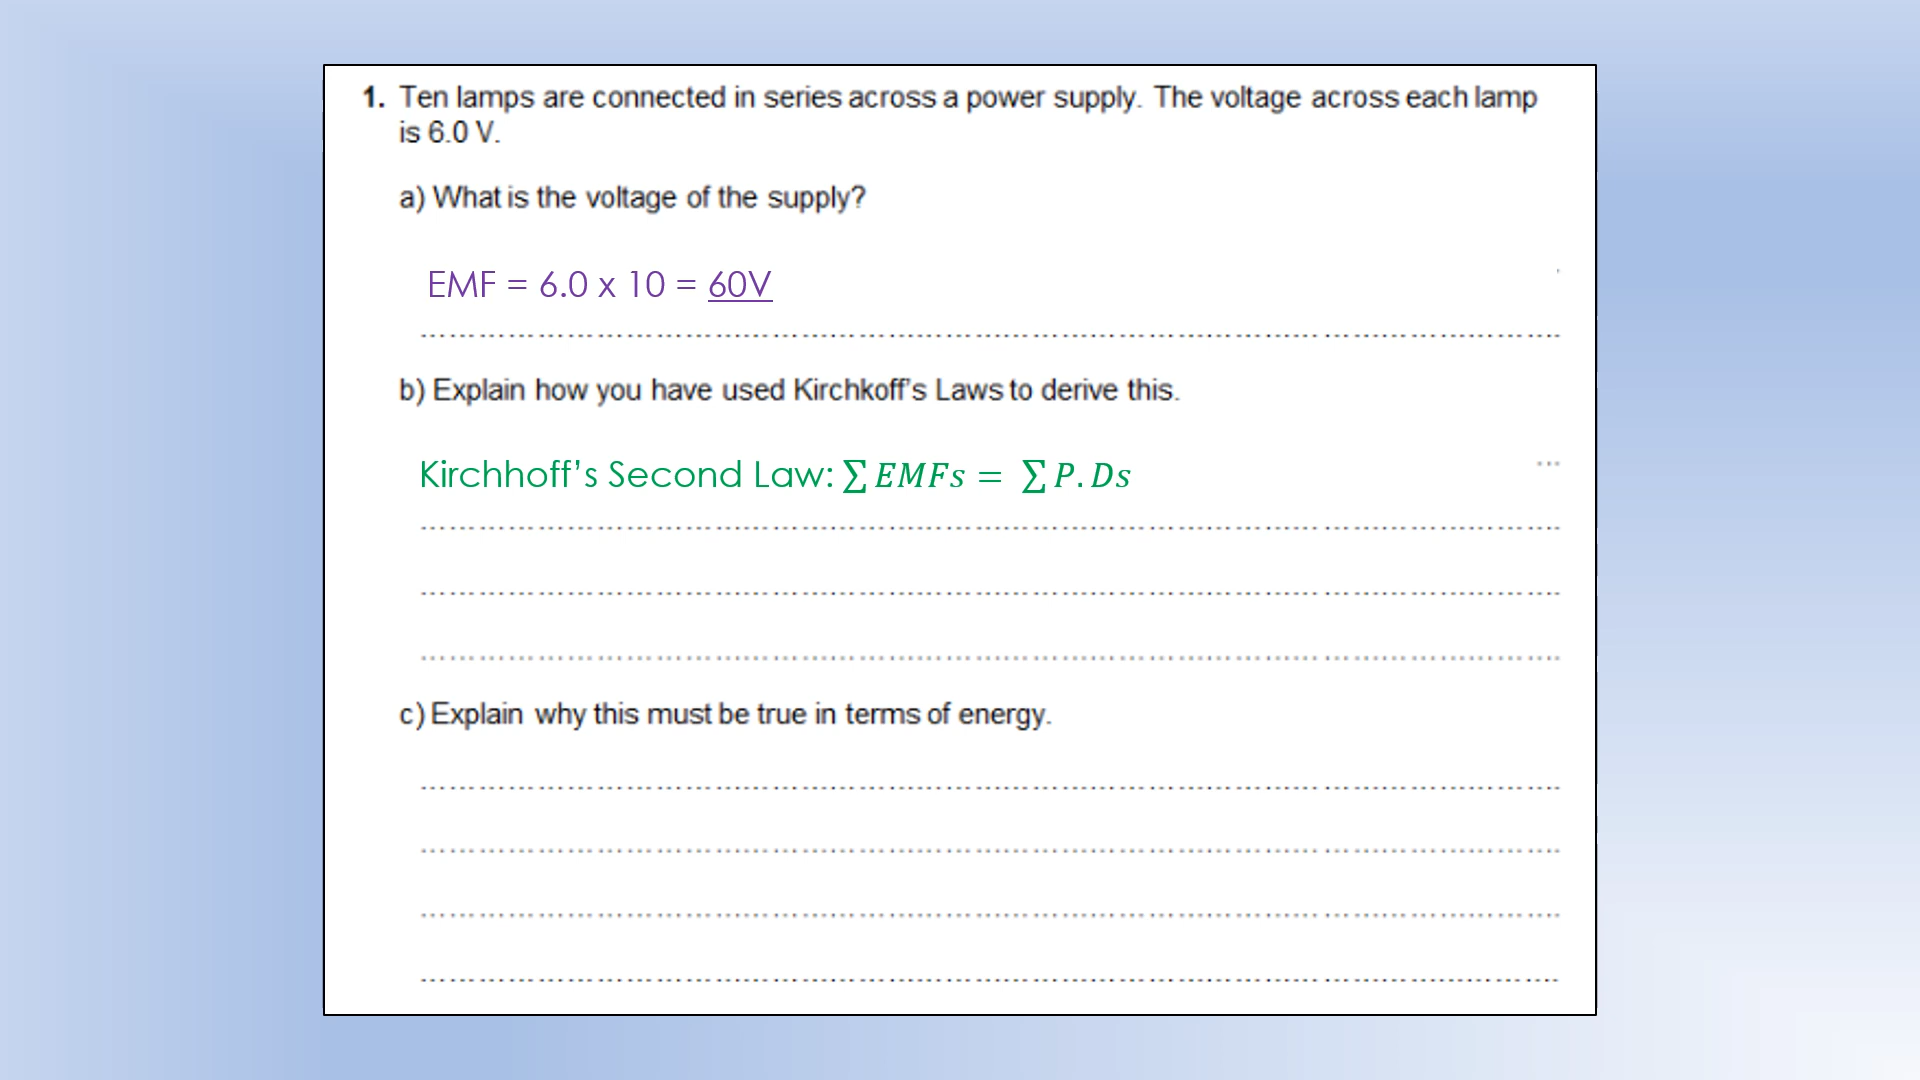 1. Ten lamps are connected in series across a power supply. The voltage across each lamp
is 6.0 V.
a) What is the voltage of the supply?
EMF = 6.0 x 10 = 60V
b) Explain how you have used Kirchkoff's Laws to derive this.
Kirchhoff's Second Law: ∑ EMFs = ∑ P.Ds
c) Explain why this must be true in terms of energy.